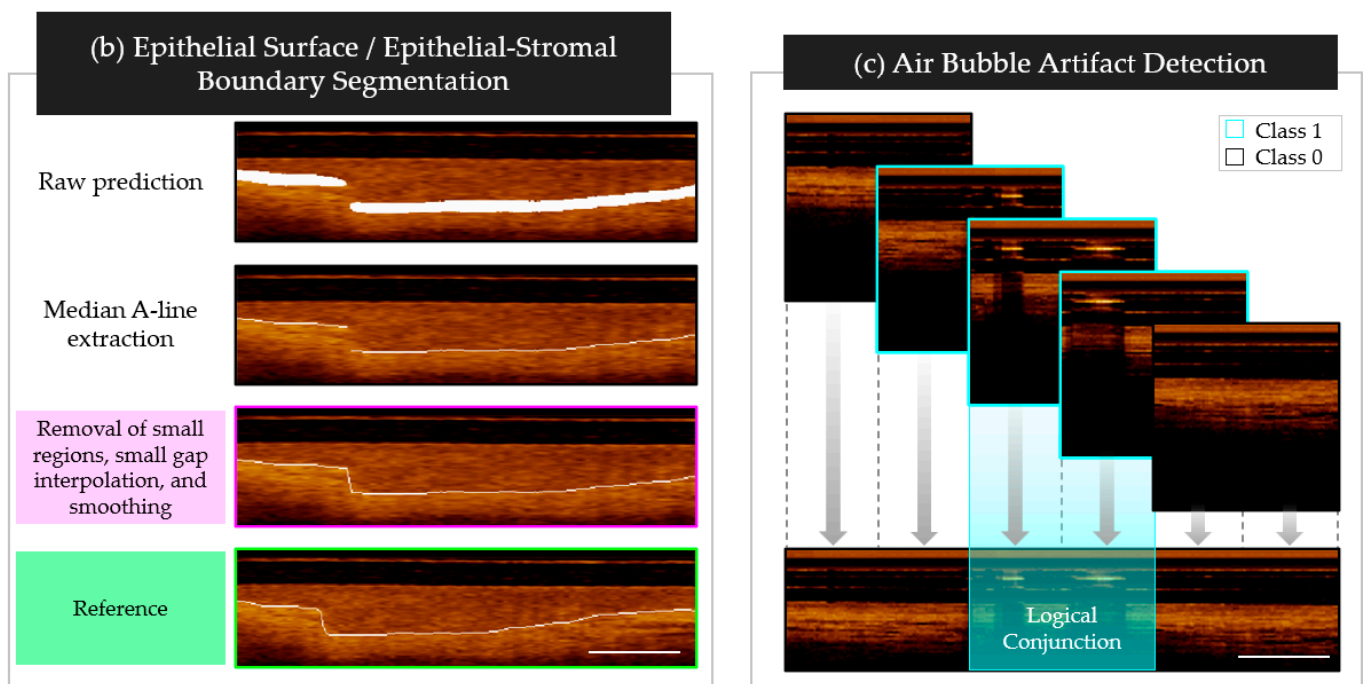 (b) Epithelial Surface / Epithelial-Stromal
Boundary Segmentation
Raw prediction
Median A-line
extraction
Removal of small
regions, small gap
interpolation, and
smoothing
Reference
(c) Air Bubble Artifact Detection
Class 1
Class 0
Logical
Conjunction